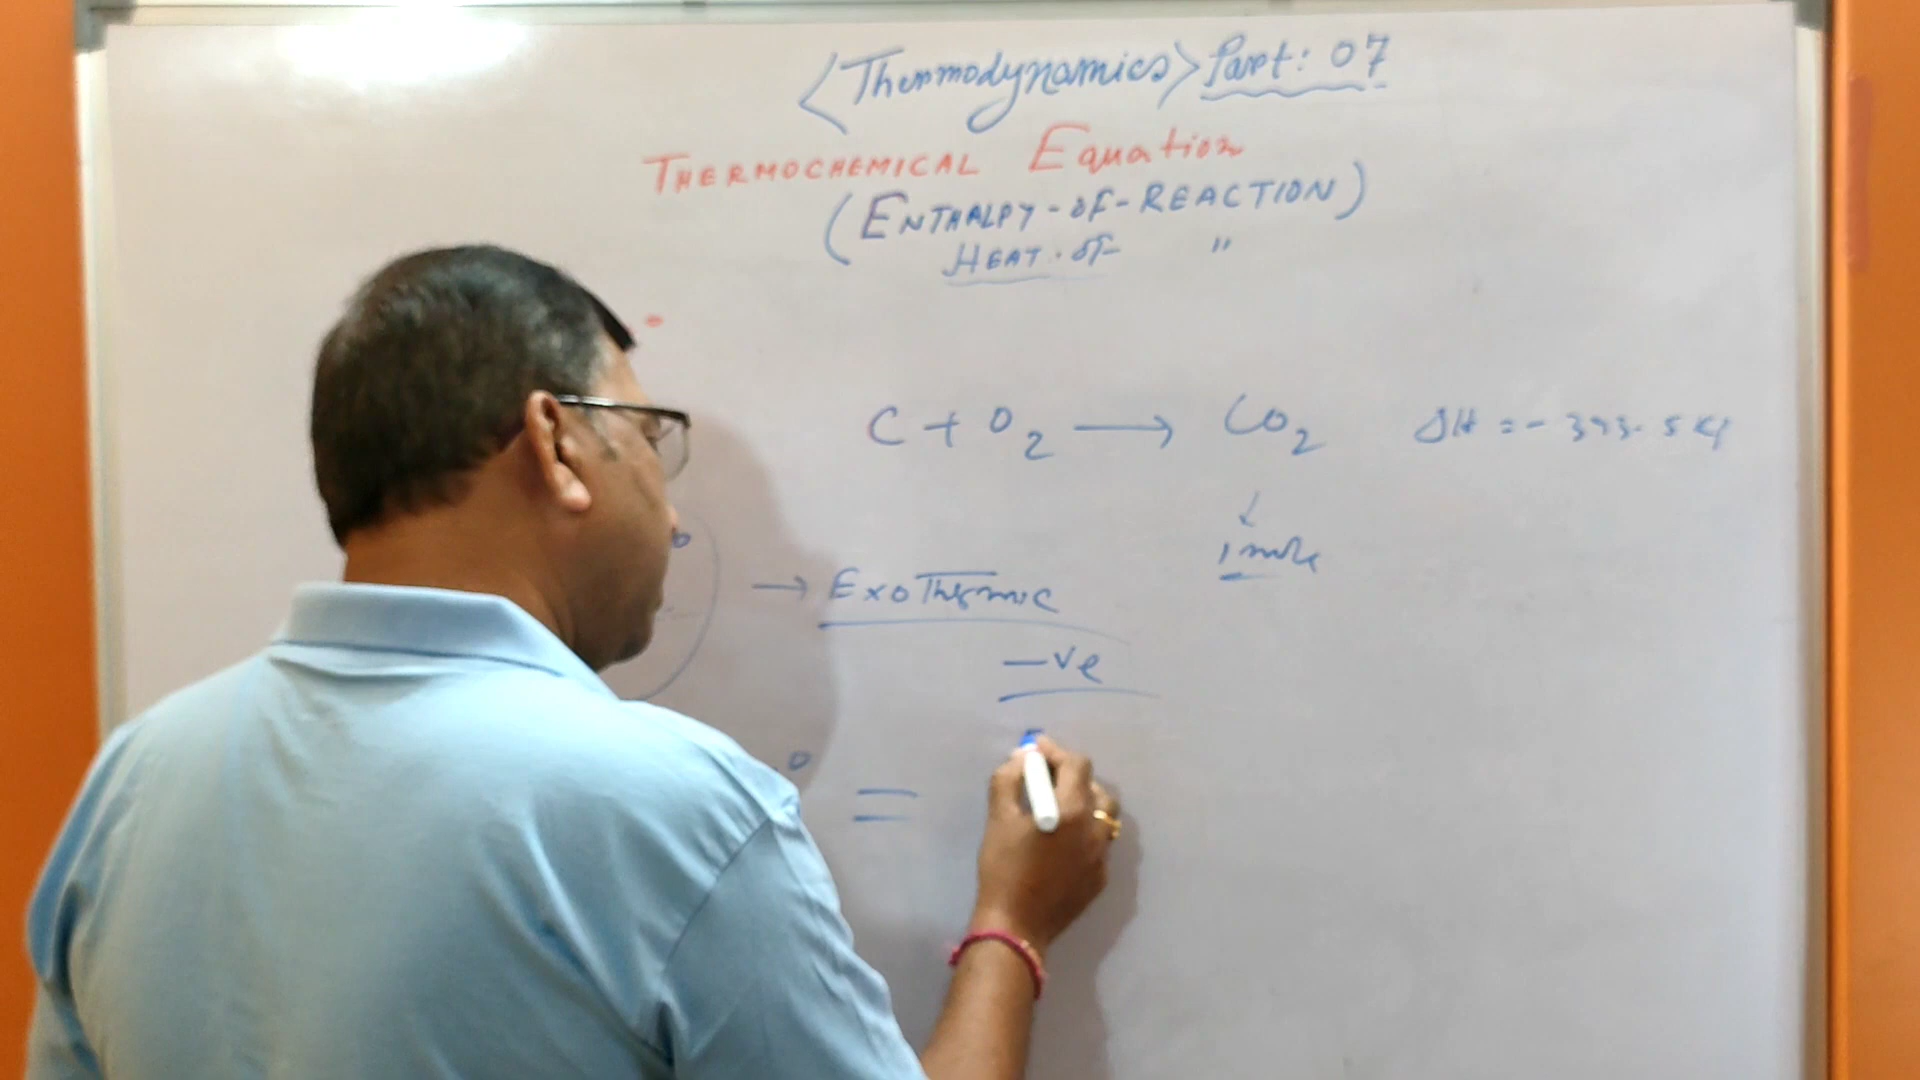 <Thermodynamics> Part: 07
THERMOCHEMICAL Equation
(ENTHALPY-OF-REACTION)
HEAT.OF "
C + O2 → CO2 ΔH = - 393.5 KJ
↓
1 mole
→ ExoThermic
-ve
=